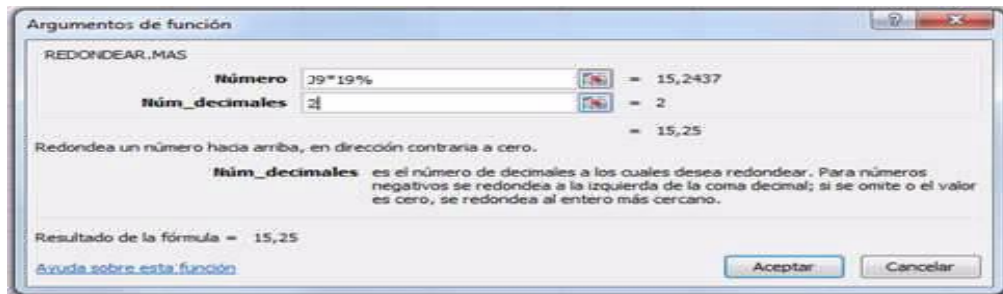 Argumentos de función
REDONDEAR.MAS
Número J9*19% = 15,2437
Núm_decimales 2 = 2
= 15,25
Redondea un número hacia arriba, en dirección contraria a cero.
Núm_decimales es el número de decimales a los cuales desea redondear. Para números
negativos se redondea a la izquierda de la coma decimal; si se omite o el valor
es cero, se redondea al entero más cercano.
Resultado de la fórmula = 15,25
Ayuda sobre esta función Aceptar Cancelar